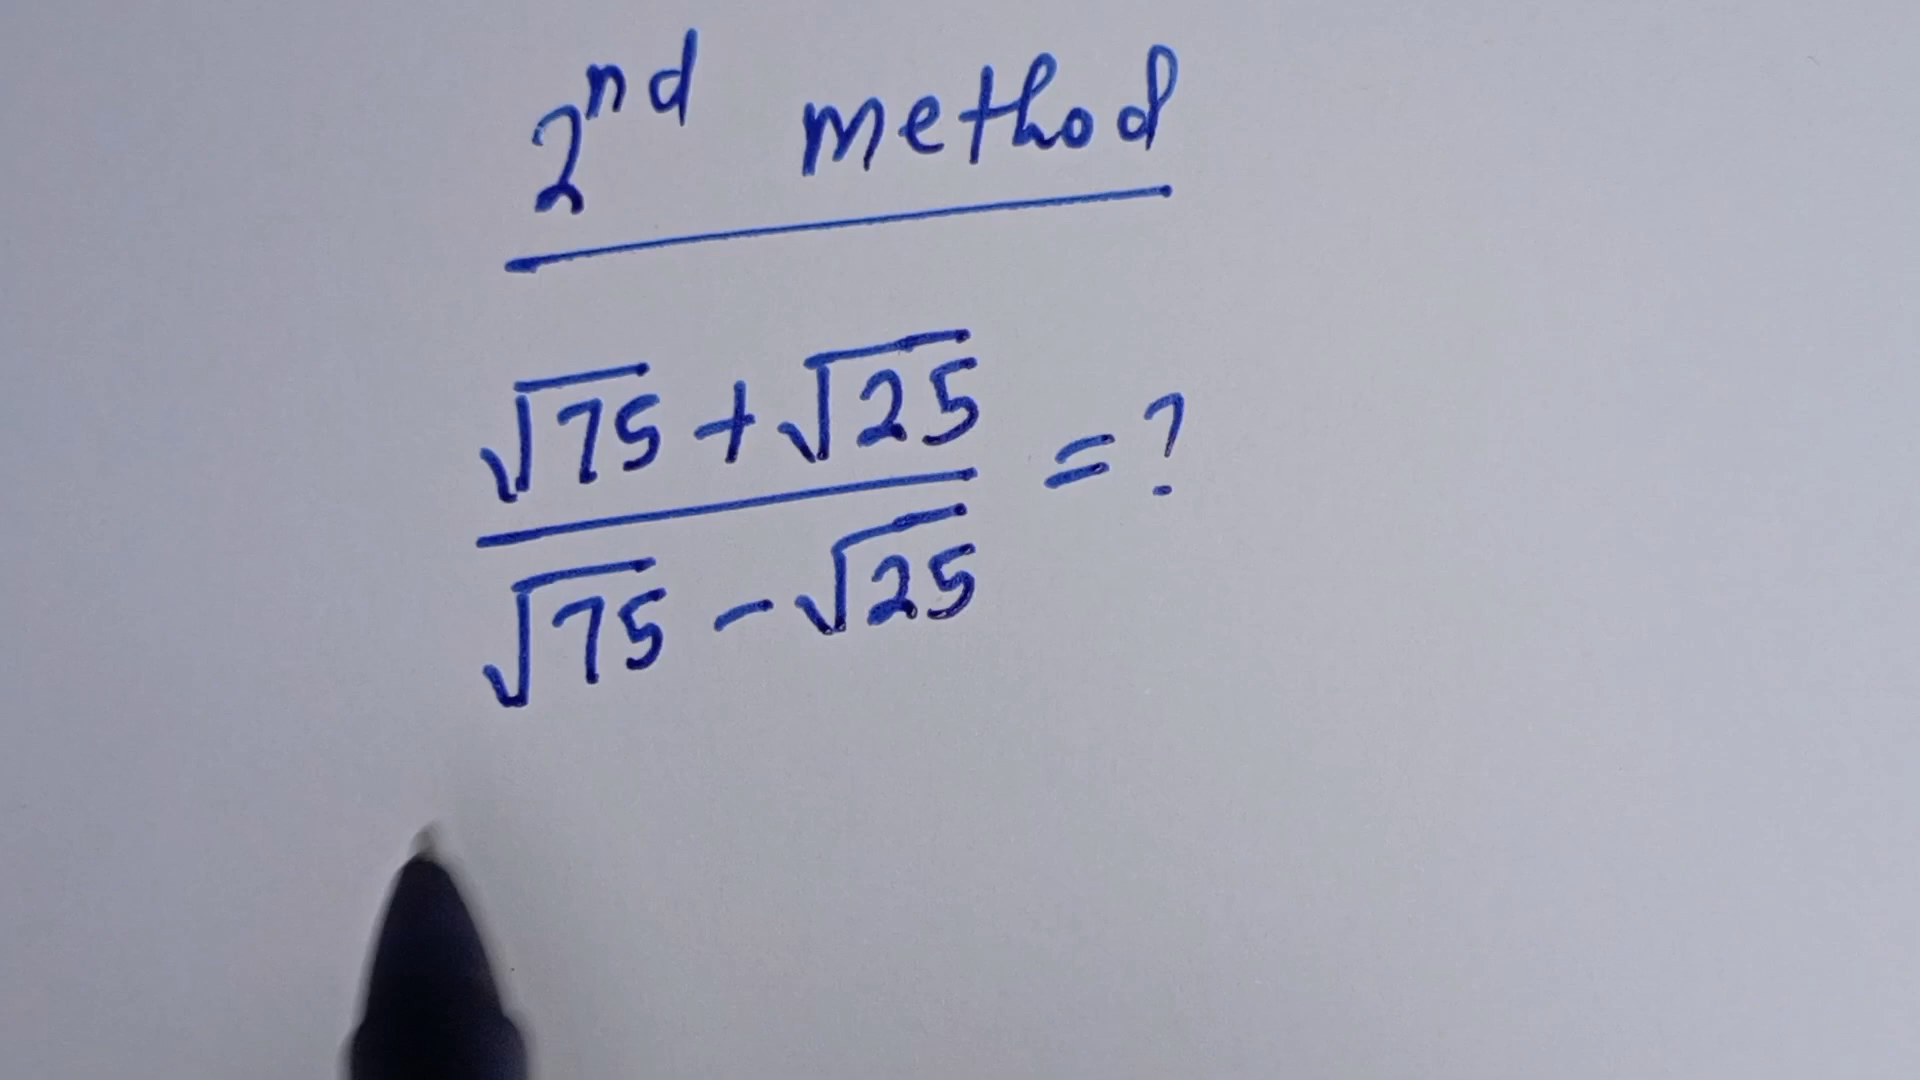 2nd method
√75 + √25 = ?
√75 - √25